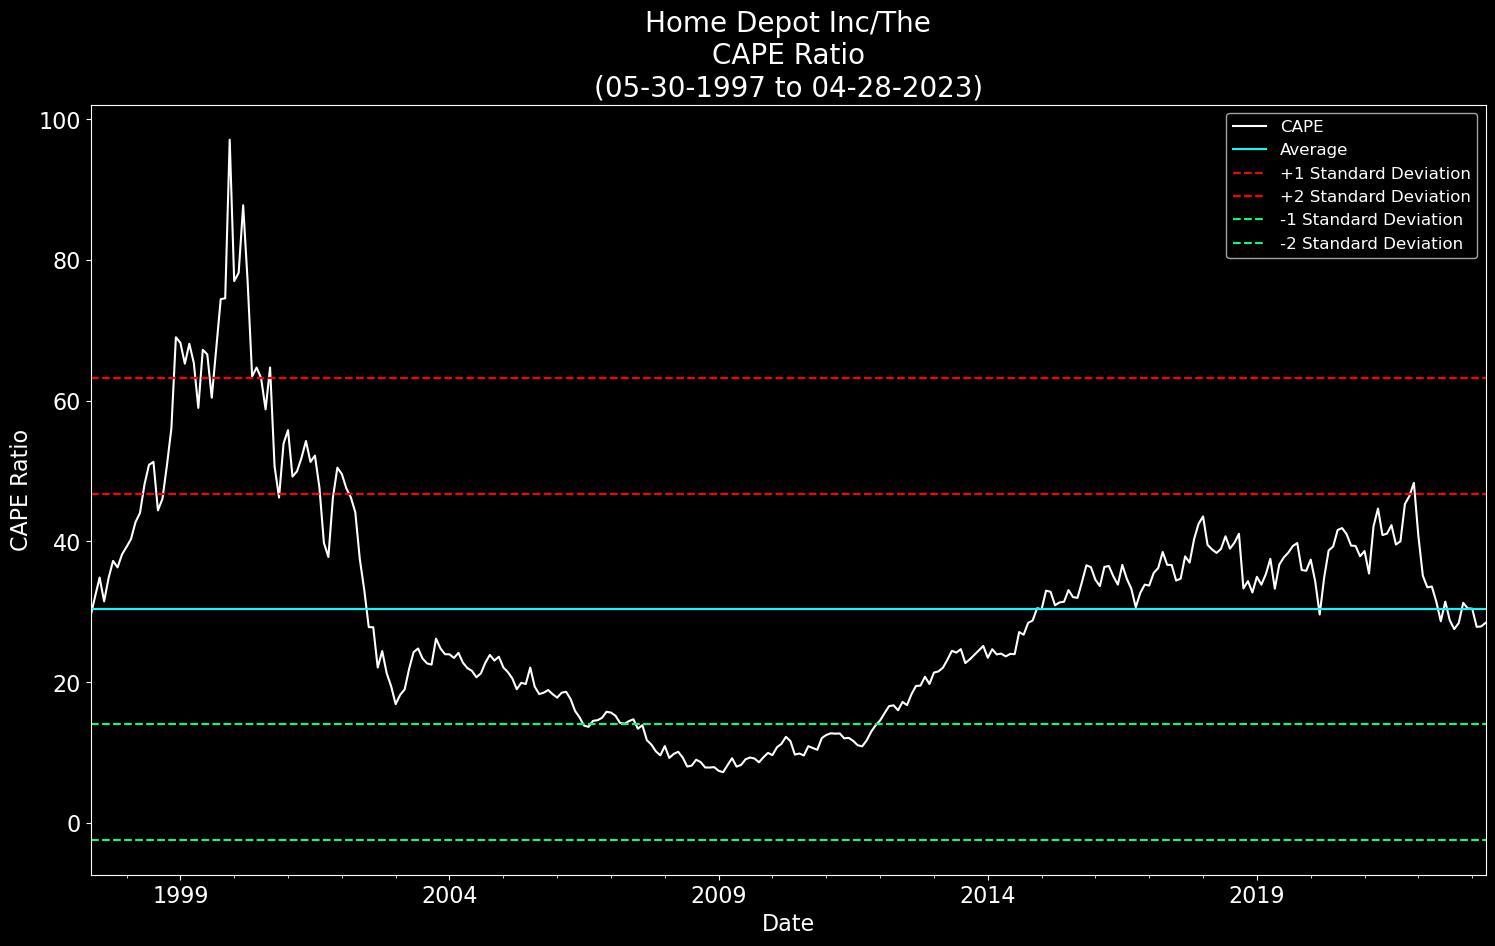 Home Depot Inc/The
CAPE Ratio
(05-30-1997 to 04-28-2023)
CAPE
Average
+1 Standard Deviation
+2 Standard Deviation
-1 Standard Deviation
-2 Standard Deviation
CAPE Ratio
100
80
60
40
20
0
1999
2004
2009
2014
2019
Date